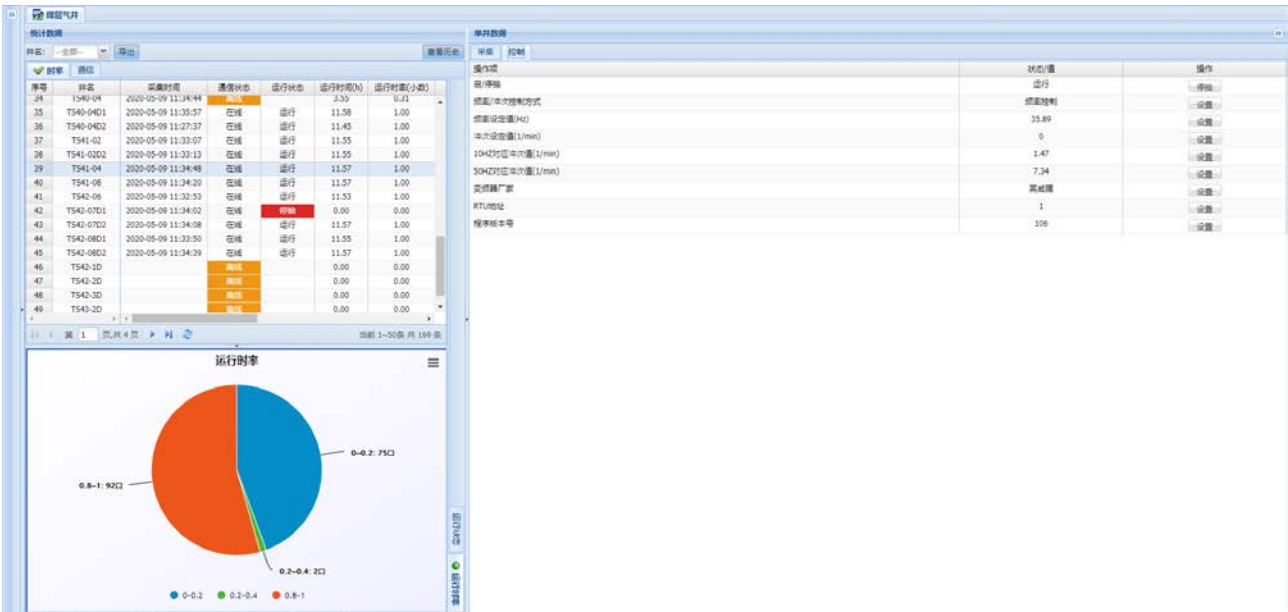 煤层气井
统计数据
井名: --全部-- 导出 查看历史
时率 通信
序号 井名 采集时间 通信状态 运行状态 运行时间(h) 运行时率(小数)
34 T540-04 2020-05-09 11:34:44 离线 3.55 0.31
35 T540-04D1 2020-05-09 11:35:57 在线 运行 11.58 1.00
36 T540-04D2 2020-05-09 11:27:37 在线 运行 11.45 1.00
37 T541-02 2020-05-09 11:33:07 在线 运行 11.55 1.00
38 T541-02D2 2020-05-09 11:33:13 在线 运行 11.55 1.00
39 T541-04 2020-05-09 11:34:48 在线 运行 11.57 1.00
40 T541-08 2020-05-09 11:34:20 在线 运行 11.57 1.00
41 T542-06 2020-05-09 11:32:53 在线 运行 11.53 1.00
42 T542-07D1 2020-05-09 11:34:02 在线 停抽 0.00 0.00
43 T542-07D2 2020-05-09 11:34:08 在线 运行 11.57 1.00
44 T542-08D1 2020-05-09 11:33:50 在线 运行 11.55 1.00
45 T542-08D2 2020-05-09 11:34:39 在线 运行 11.57 1.00
46 T542-1D 离线 0.00 0.00
47 T542-2D 离线 0.00 0.00
48 T542-3D 离线 0.00 0.00
49 T543-2D 离线 0.00 0.00
第 1 页,共 4 页 当前 1~50条 共 169 条
运行时率
0~0.2: 75口
0.8~1: 92口
0.2~0.4: 2口
0-0.2 0.2-0.4 0.8-1
运行状态
运行时率
单井数据
采集 控制
操作项 状态/值 操作
启/停抽 运行 停抽
频率/冲次控制方式 频率控制 设置
频率设定值(Hz) 35.89 设置
冲次设定值(1/min) 0 设置
10HZ对应冲次值(1/min) 1.47 设置
50HZ对应冲次值(1/min) 7.34 设置
变频器厂家 英威腾 设置
RTU地址 1 设置
程序版本号 106 设置